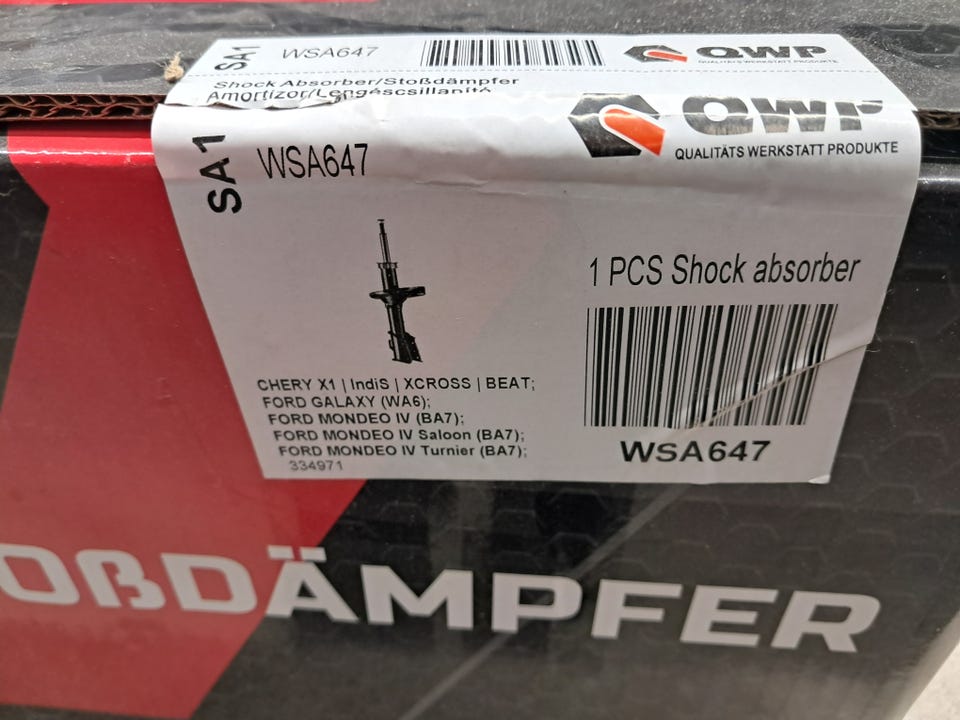 SA1
WSA647
QWP
QUALITÄTS WERKSTATT PRODUKTE
Shock Absorber/Stoßdämpfer
Amortizor/Lengéscsillapító
SA1
WSA647
QWP
QUALITÄTS WERKSTATT PRODUKTE
1 PCS Shock absorber
CHERY X1 | IndiS | XCROSS | BEAT;
FORD GALAXY (WA6);
FORD MONDEO IV (BA7);
FORD MONDEO IV Saloon (BA7);
FORD MONDEO IV Turnier (BA7);
334971
WSA647
OßDÄMPFER